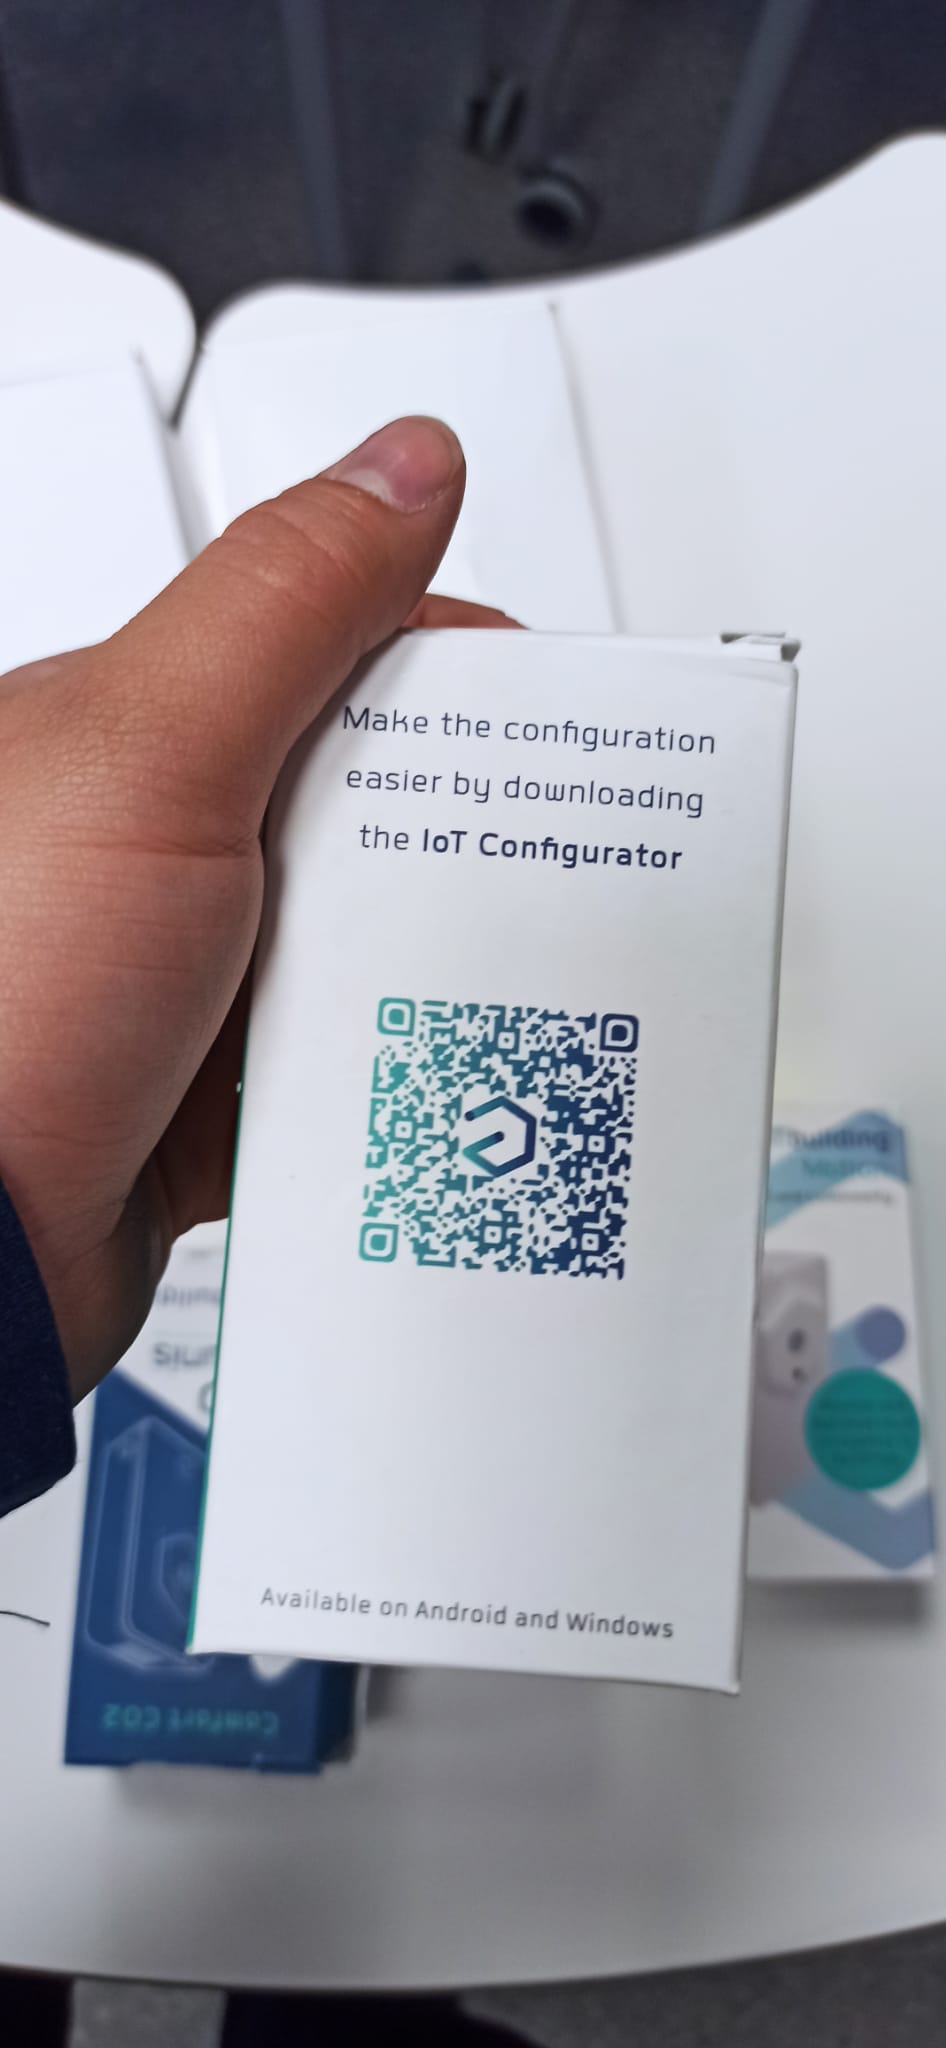 Make the configuration
easier by downloading
the IoT Configurator
Available on Android and Windows
Comfort CO2